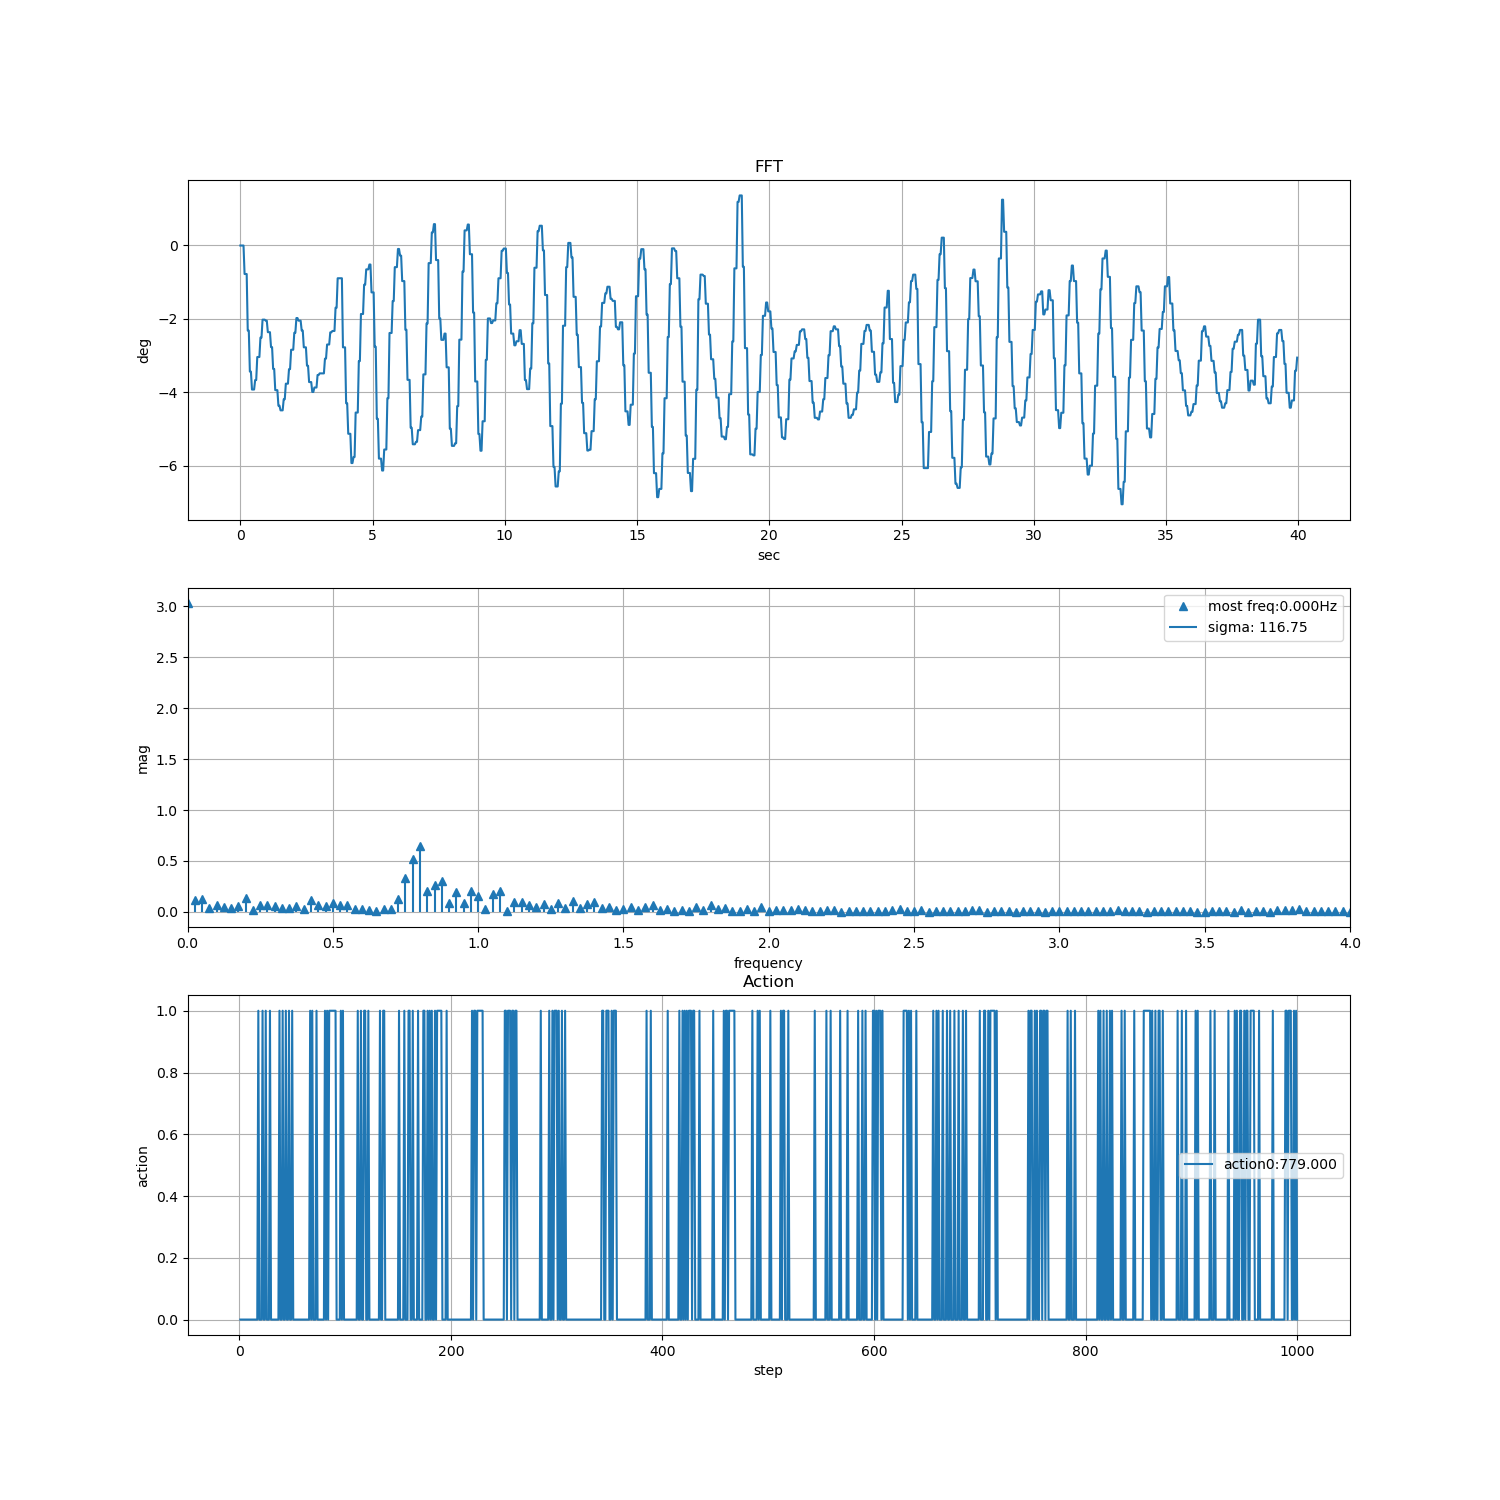 FFT
0
−2
−4
−6
deg
0 5 10 15 20 25 30 35 40
sec
3.0
2.5
2.0
1.5
1.0
0.5
0.0
mag
most freq:0.000Hz
sigma: 116.75
0.0 0.5 1.0 1.5 2.0 2.5 3.0 3.5 4.0
frequency
Action
1.0
0.8
0.6
0.4
0.2
0.0
action
action0:779.000
0 200 400 600 800 1000
step